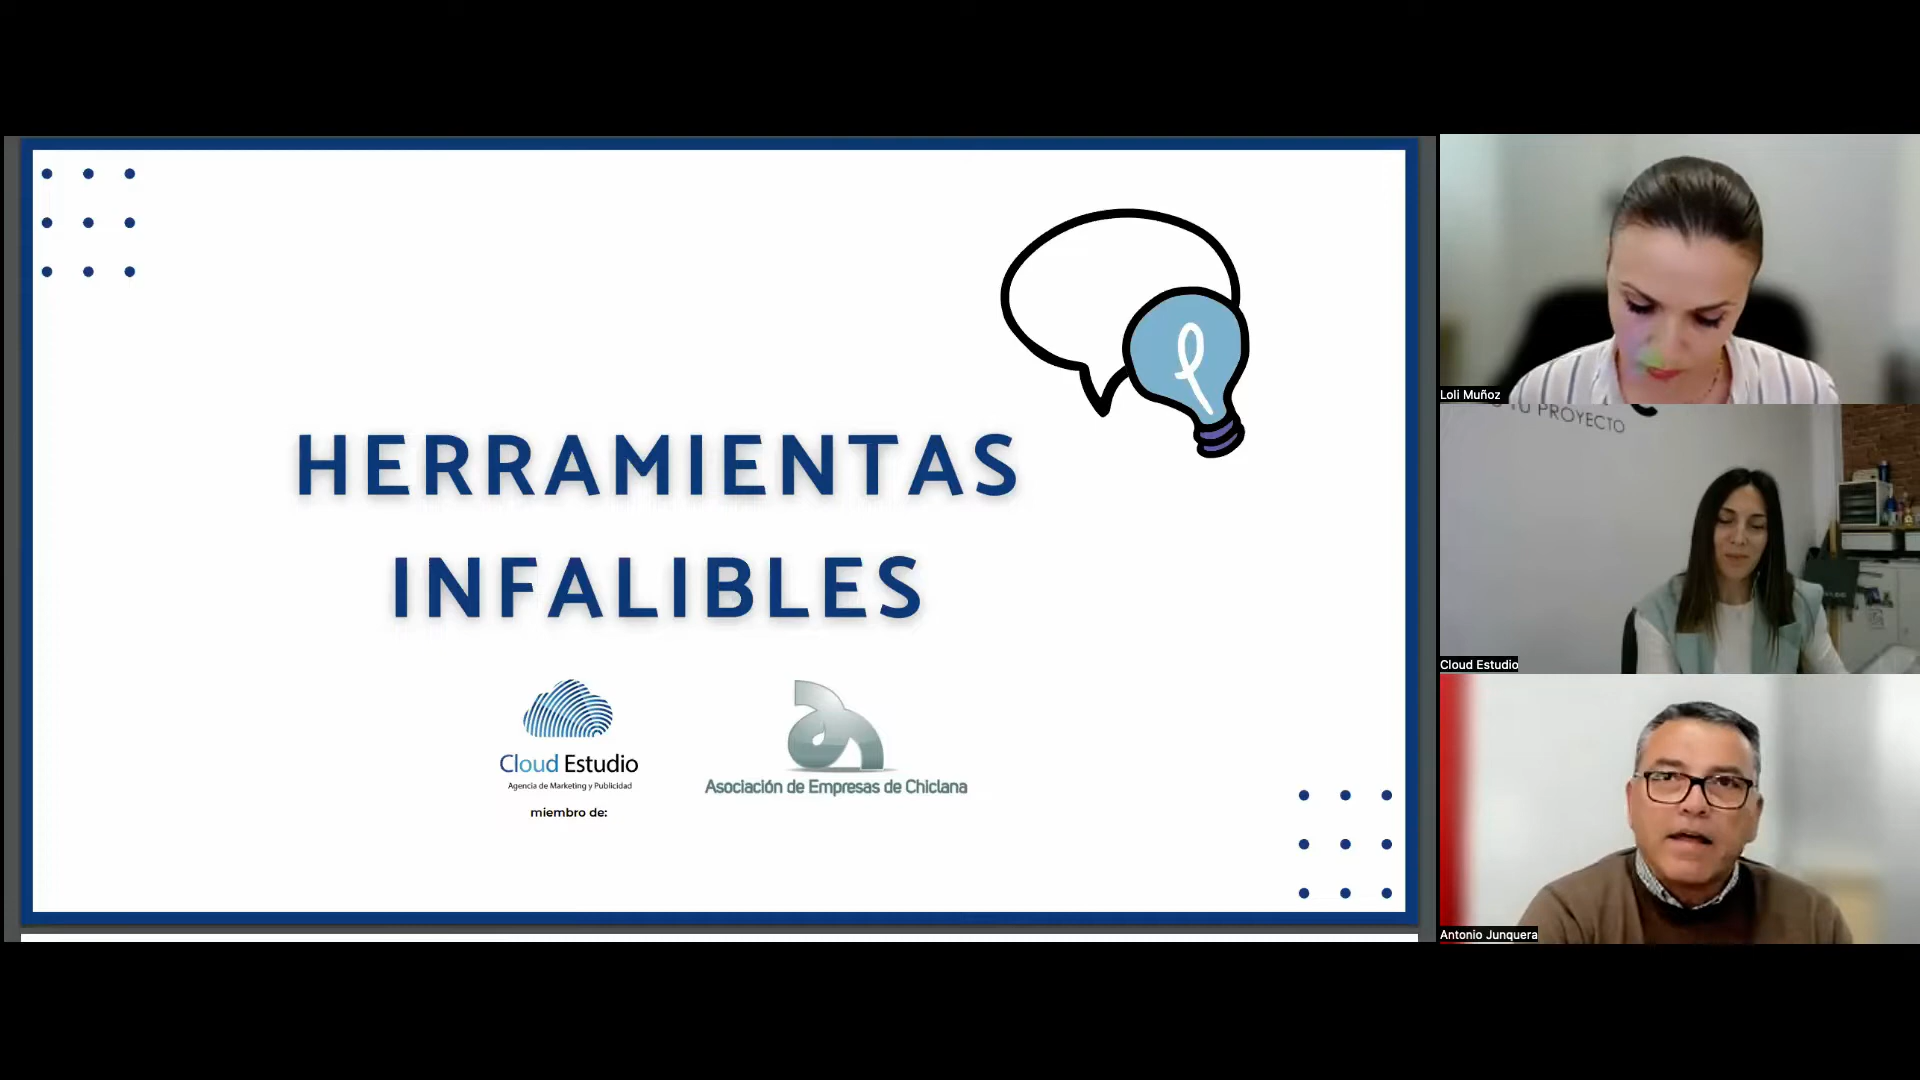 HERRAMIENTAS
INFALIBLES
Cloud Estudio
Agencia de Marketing y Publicidad
miembro de:
Asociación de Empresas de Chiclana
Loli Muñoz
TU PROYECTO
Cloud Estudio
Antonio Junquera